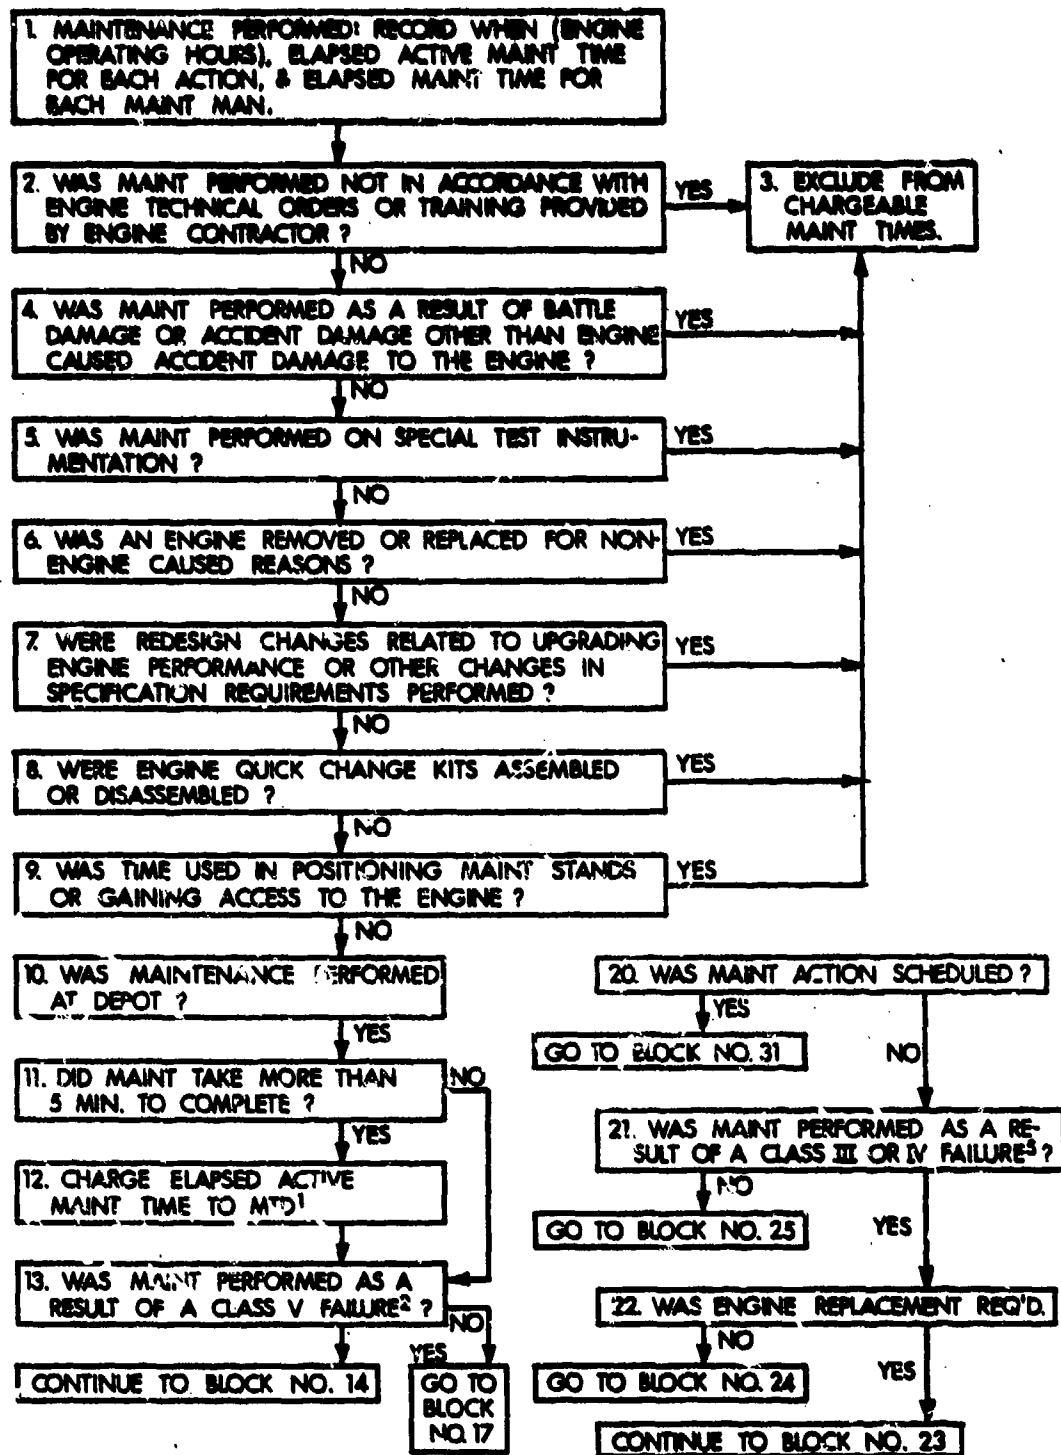 1. MAINTENANCE PERFORMED: RECORD WHEN (ENGINE
OPERATING HOURS), ELAPSED ACTIVE MAINT TIME
FOR EACH ACTION, & ELAPSED MAINT TIME FOR
EACH MAINT MAN.
2. WAS MAINT PERFORMED NOT IN ACCORDANCE WITH
ENGINE TECHNICAL ORDERS OR TRAINING PROVIDED
BY ENGINE CONTRACTOR ?
YES
3. EXCLUDE FROM
CHARGEABLE
MAINT TIMES.
NO
4. WAS MAINT PERFORMED AS A RESULT OF BATTLE
DAMAGE OR ACCIDENT DAMAGE OTHER THAN ENGINE
CAUSED ACCIDENT DAMAGE TO THE ENGINE ?
YES
NO
5. WAS MAINT PERFORMED ON SPECIAL TEST INSTRU-
MENTATION ?
YES
NO
6. WAS AN ENGINE REMOVED OR REPLACED FOR NON-
ENGINE CAUSED REASONS ?
YES
NO
7. WERE REDESIGN CHANGES RELATED TO UPGRADING
ENGINE PERFORMANCE OR OTHER CHANGES IN
SPECIFICATION REQUIREMENTS PERFORMED ?
YES
NO
8. WERE ENGINE QUICK CHANGE KITS ASSEMBLED
OR DISASSEMBLED ?
YES
NO
9. WAS TIME USED IN POSITIONING MAINT STANDS
OR GAINING ACCESS TO THE ENGINE ?
YES
NO
10. WAS MAINTENANCE PERFORMED
AT DEPOT ?
YES
11. DID MAINT TAKE MORE THAN
5 MIN. TO COMPLETE ?
NO
YES
12. CHARGE ELAPSED ACTIVE
MAINT TIME TO MTD¹
13. WAS MAINT PERFORMED AS A
RESULT OF A CLASS V FAILURE² ?
NO
YES
CONTINUE TO BLOCK NO. 14
GO TO
BLOCK
NO. 17
20. WAS MAINT ACTION SCHEDULED ?
YES
GO TO BLOCK NO. 31
NO
21. WAS MAINT PERFORMED AS A RE-
SULT OF A CLASS III OR IV FAILURE³ ?
NO
GO TO BLOCK NO. 25
YES
22. WAS ENGINE REPLACEMENT REQ'D.
NO
GO TO BLOCK NO. 24
YES
CONTINUE TO BLOCK NO. 23